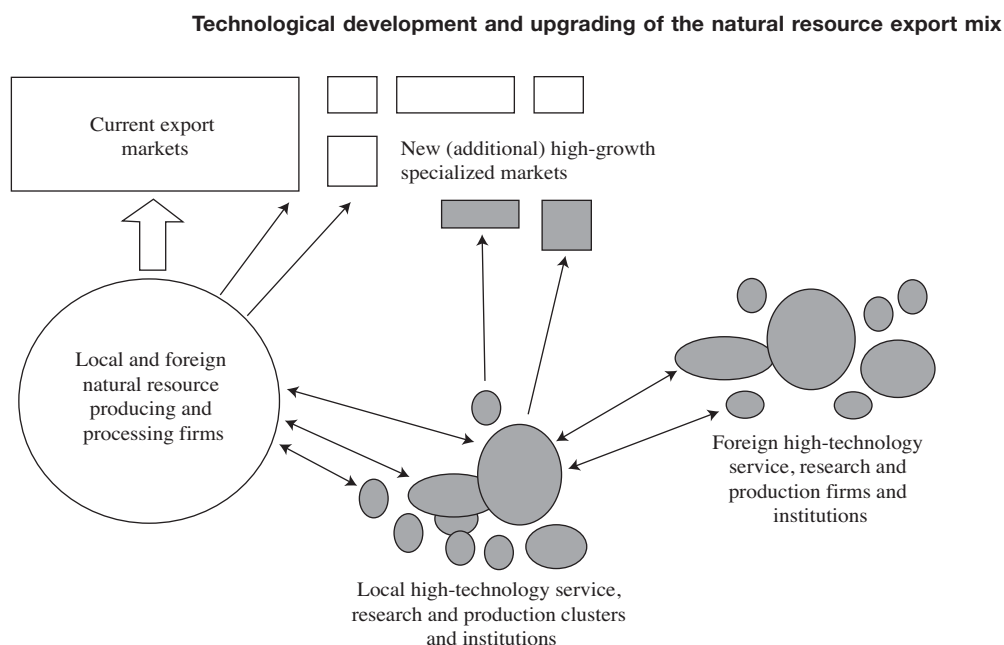 Technological development and upgrading of the natural resource export mix
Current export
markets
New (additional) high-growth
specialized markets
Local and foreign
natural resource
producing and
processing firms
Foreign high-technology
service, research and
production firms and
institutions
Local high-technology service,
research and production clusters
and institutions